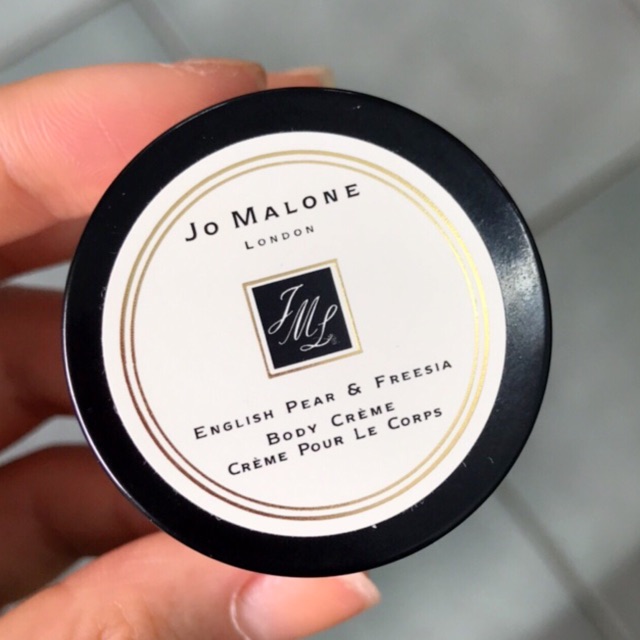 Jo Malone
London
JML
English Pear & Freesia
Body Crème
Crème Pour Le Corps